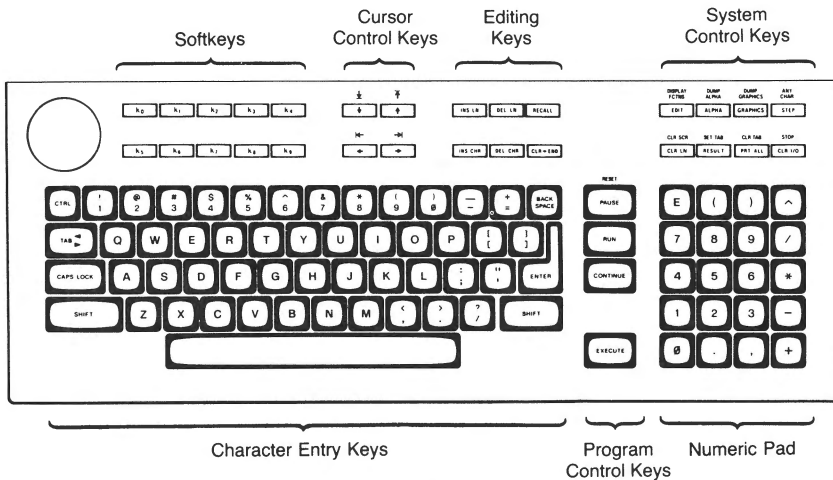 Softkeys
Cursor
Control Keys
Editing
Keys
System
Control Keys
DISPLAY FCTNS DUMP ALPHA DUMP GRAPHICS ANY CHAR
k0 k1 k2 k3 k4 INS LN DEL LN RECALL EDIT ALPHA GRAPHICS STEP
CLR SCR SET TAB CLR TAB STOP
k5 k6 k7 k8 k9 INS CHR DEL CHR CLR→END CLR LN RESULT PRT ALL CLR I/O
RESET
CTRL ! 1 @ 2 # 3 $ 4 % 5 ^ 6 & 7 * 8 ( 9 ) 0 — - + = BACK SPACE PAUSE E ( ) ^
TAB Q W E R T Y U I O P [ [ ] ] RUN 7 8 9 /
CAPS LOCK A S D F G H J K L : ; " ' ENTER CONTINUE 4 5 6 *
SHIFT Z X C V B N M < , > . ? / SHIFT 1 2 3 -
EXECUTE 0 . , +
Character Entry Keys
Program
Control Keys
Numeric Pad